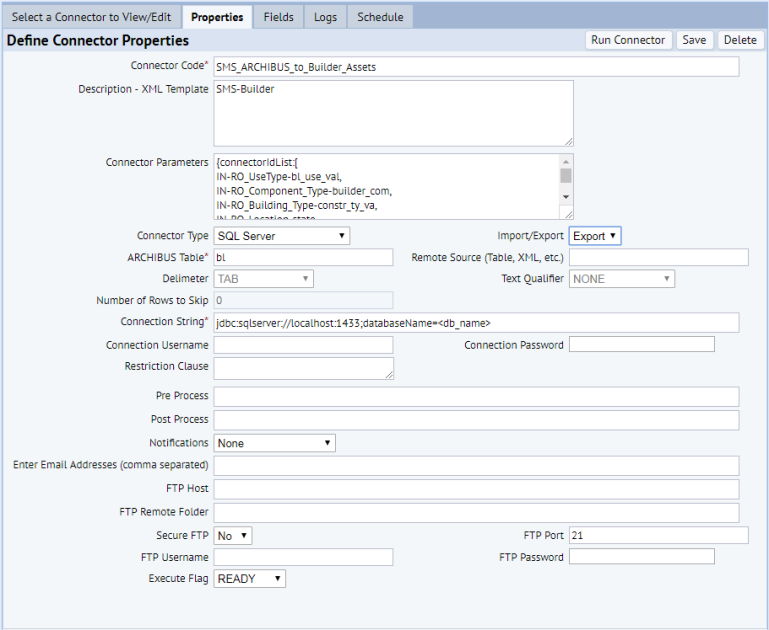 Select a Connector to View/Edit Properties Fields Logs Schedule
Define Connector Properties Run Connector Save Delete
Connector Code* SMS_ARCHIBUS_to_Builder_Assets
Description - XML Template SMS-Builder
Connector Parameters {connectorIdList:[
IN-RO_UseType-bl_use_val,
IN-RO_Component_Type-builder_com,
IN-RO_Building_Type-constr_ty_va,
IN-RO_Location-state
Connector Type SQL Server Import/Export Export
ARCHIBUS Table* bl Remote Source (Table, XML, etc.)
Delimeter TAB Text Qualifier NONE
Number of Rows to Skip 0
Connection String* jdbc:sqlserver://localhost:1433;databaseName=<db_name>
Connection Username Connection Password
Restriction Clause
Pre Process
Post Process
Notifications None
Enter Email Addresses (comma separated)
FTP Host
FTP Remote Folder
Secure FTP No FTP Port 21
FTP Username FTP Password
Execute Flag READY